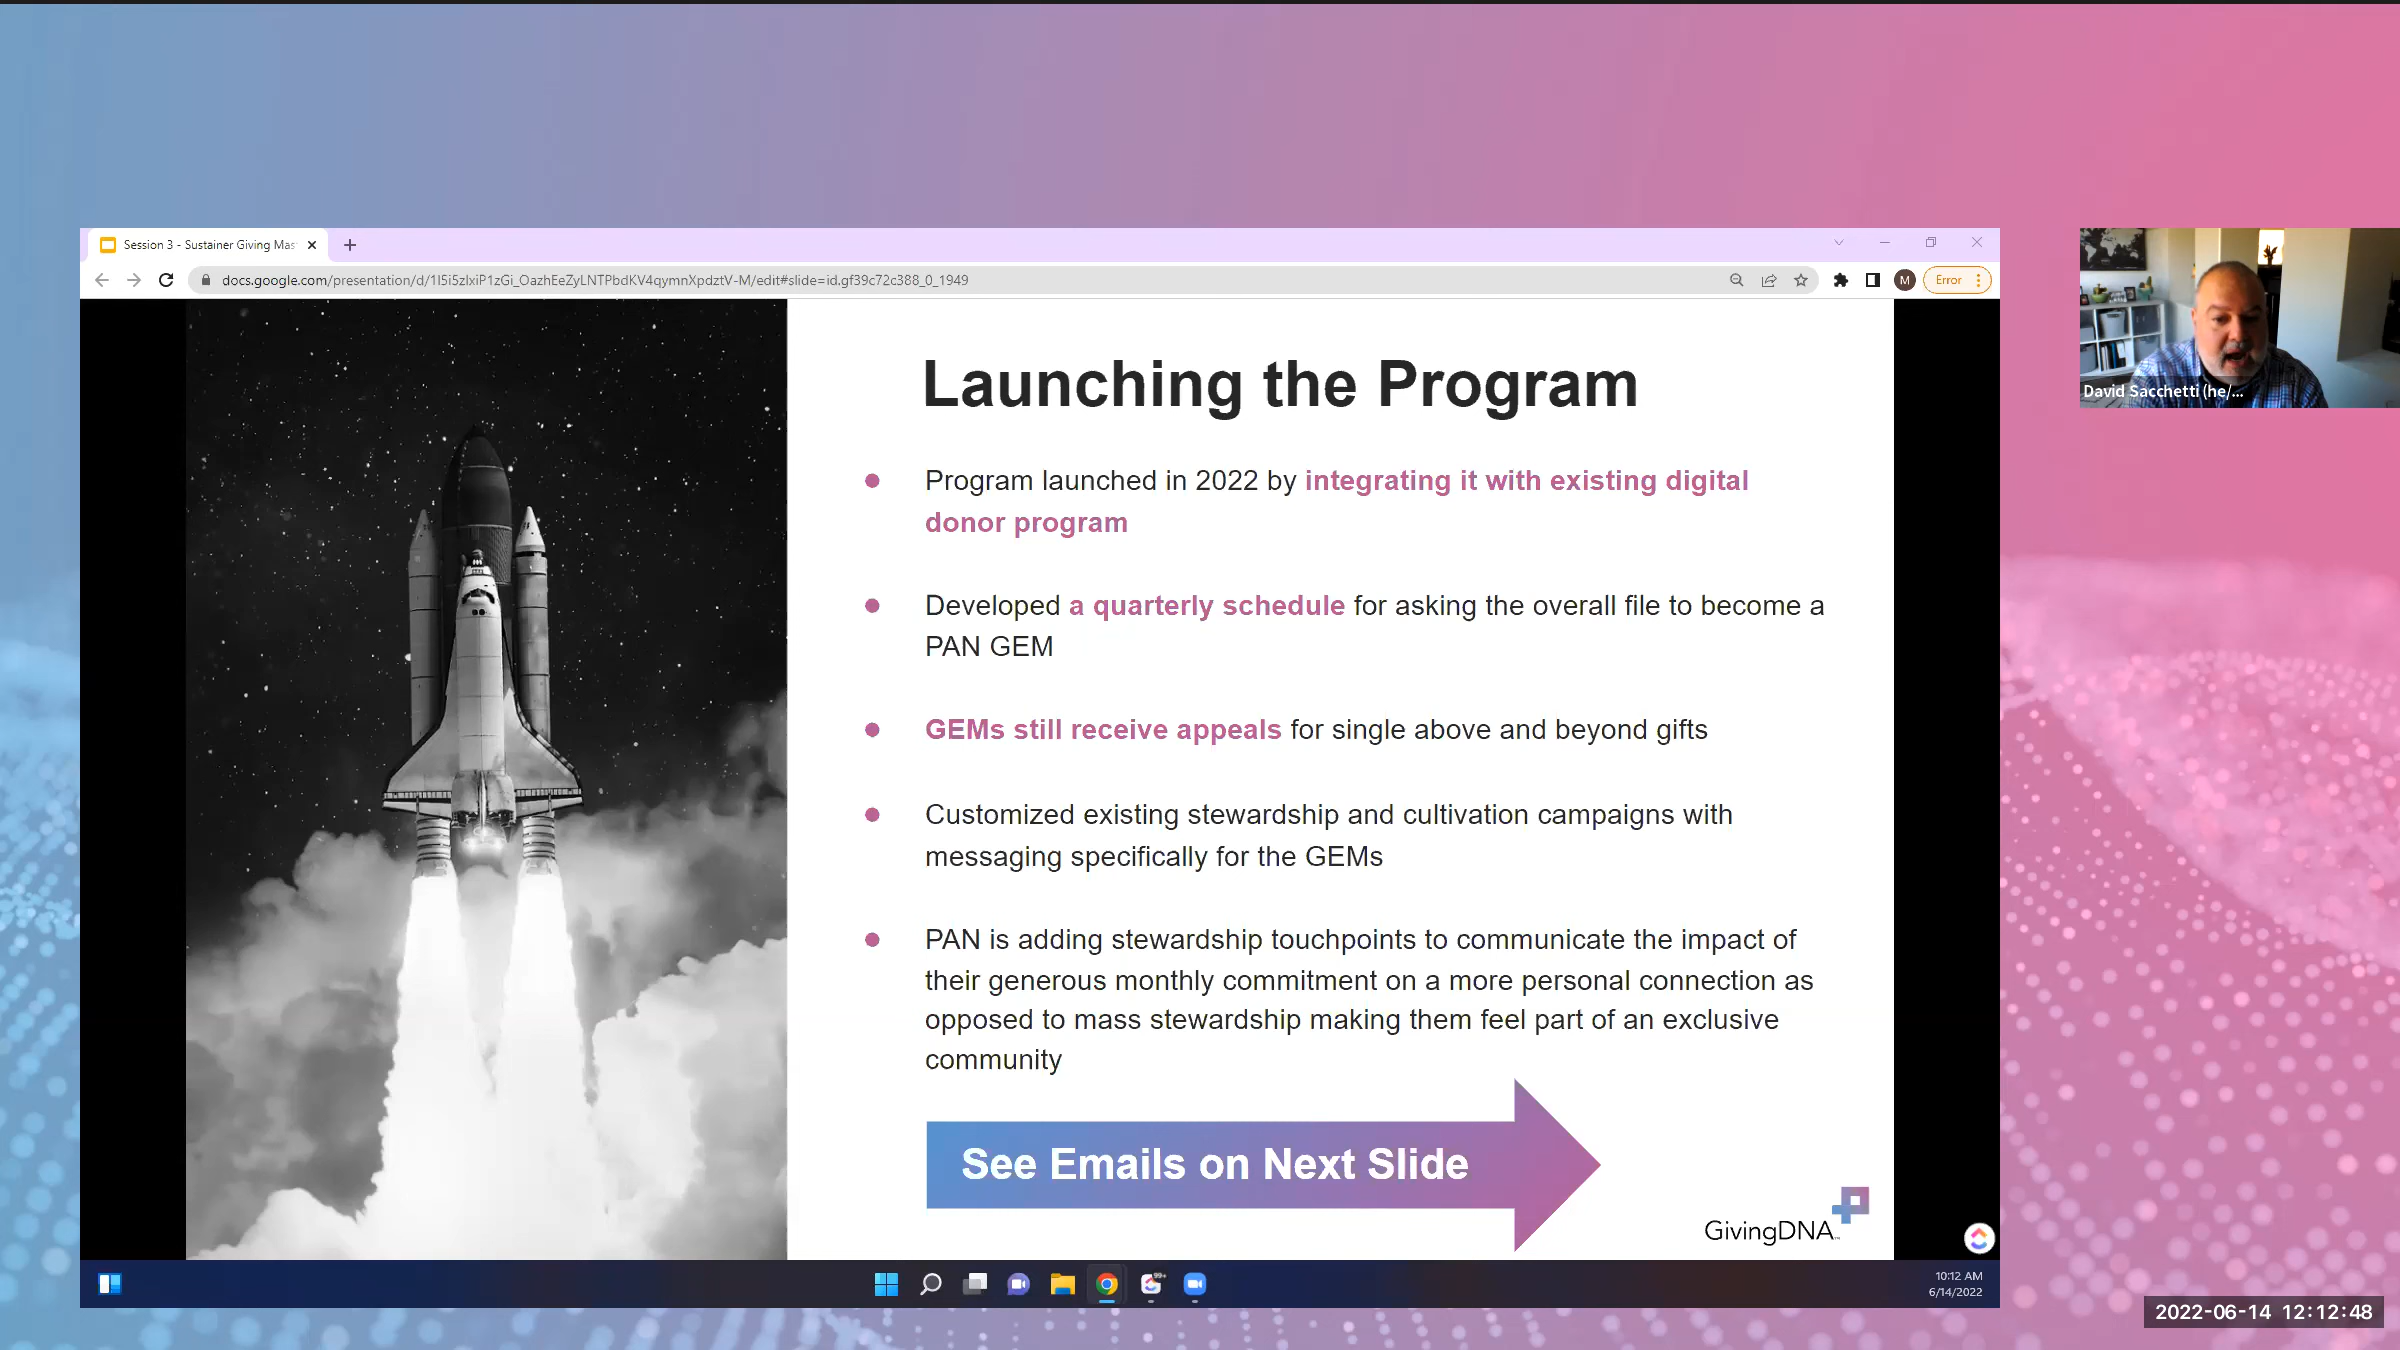 Session 3 - Sustainer Giving Mas
docs.google.com/presentation/d/1I5i5zlxiP1zGi_OazhEeZyLNTPbdKV4qymnXpdztV-M/edit#slide=id.gf39c72c388_0_1949
M
Error
David Sacchetti (he/...
Launching the Program
Program launched in 2022 by integrating it with existing digital
donor program
Developed a quarterly schedule for asking the overall file to become a
PAN GEM
GEMs still receive appeals for single above and beyond gifts
Customized existing stewardship and cultivation campaigns with
messaging specifically for the GEMs
PAN is adding stewardship touchpoints to communicate the impact of
their generous monthly commitment on a more personal connection as
opposed to mass stewardship making them feel part of an exclusive
community
See Emails on Next Slide
GivingDNA
99+
10:12 AM
6/14/2022
2022-06-14 12:12:48